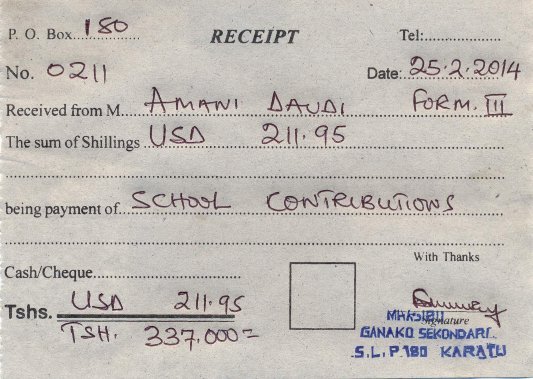 P. O. Box...180 RECEIPT Tel:
No. 0211 Date: 25.2.2014
Received from M... AMANI DAUDI FORM III
The sum of Shillings USD 211.95
being payment of... SCHOOL CONTRIBUTIONS
With Thanks
Cash/Cheque
Tshs. USD 211.95
TSH. 337,000=
Signature
GANAKO SEKONDARI
S.L.P 180 KARATU